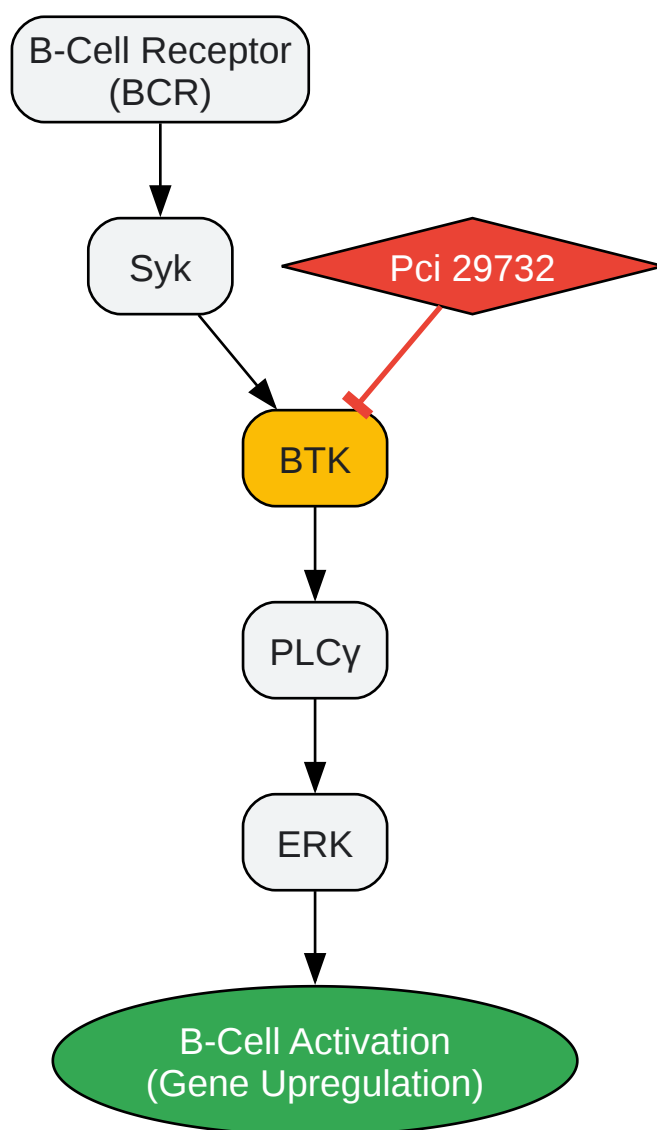 B-Cell Receptor
(BCR)
Syk
Pci 29732
BTK
PLCγ
ERK
B-Cell Activation
(Gene Upregulation)